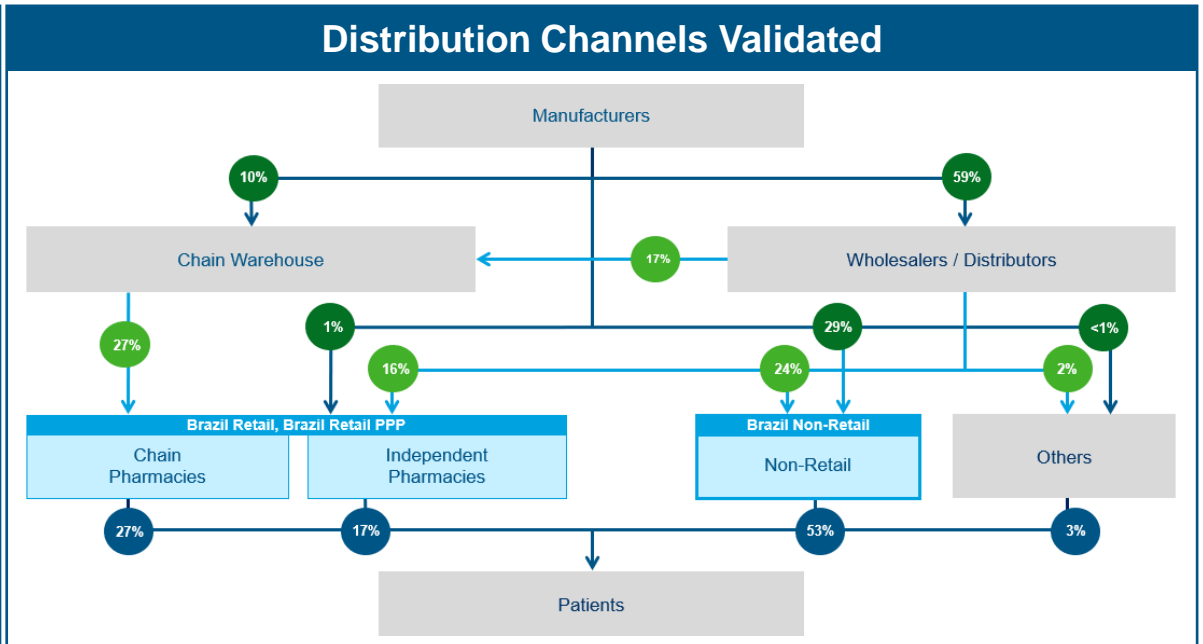 Distribution Channels Validated
Manufacturers
10%
59%
Chain Warehouse
17%
Wholesalers / Distributors
27%
1%
29%
<1%
16%
24%
2%
Brazil Retail, Brazil Retail PPP
Brazil Non-Retail
Chain
Pharmacies
Independent
Pharmacies
Non-Retail
Others
27%
17%
53%
3%
Patients